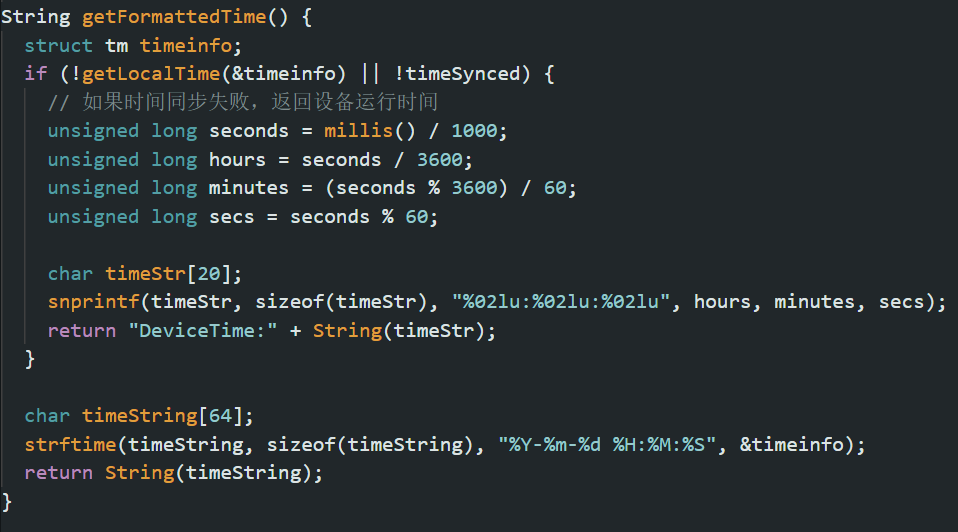 String getFormattedTime() {
  struct tm timeinfo;
  if (!getLocalTime(&timeinfo) || !timeSynced) {
    // 如果时间同步失败，返回设备运行时间
    unsigned long seconds = millis() / 1000;
    unsigned long hours = seconds / 3600;
    unsigned long minutes = (seconds % 3600) / 60;
    unsigned long secs = seconds % 60;

    char timeStr[20];
    snprintf(timeStr, sizeof(timeStr), "%02lu:%02lu:%02lu", hours, minutes, secs);
    return "DeviceTime:" + String(timeStr);
  }

  char timeString[64];
  strftime(timeString, sizeof(timeString), "%Y-%m-%d %H:%M:%S", &timeinfo);
  return String(timeString);
}